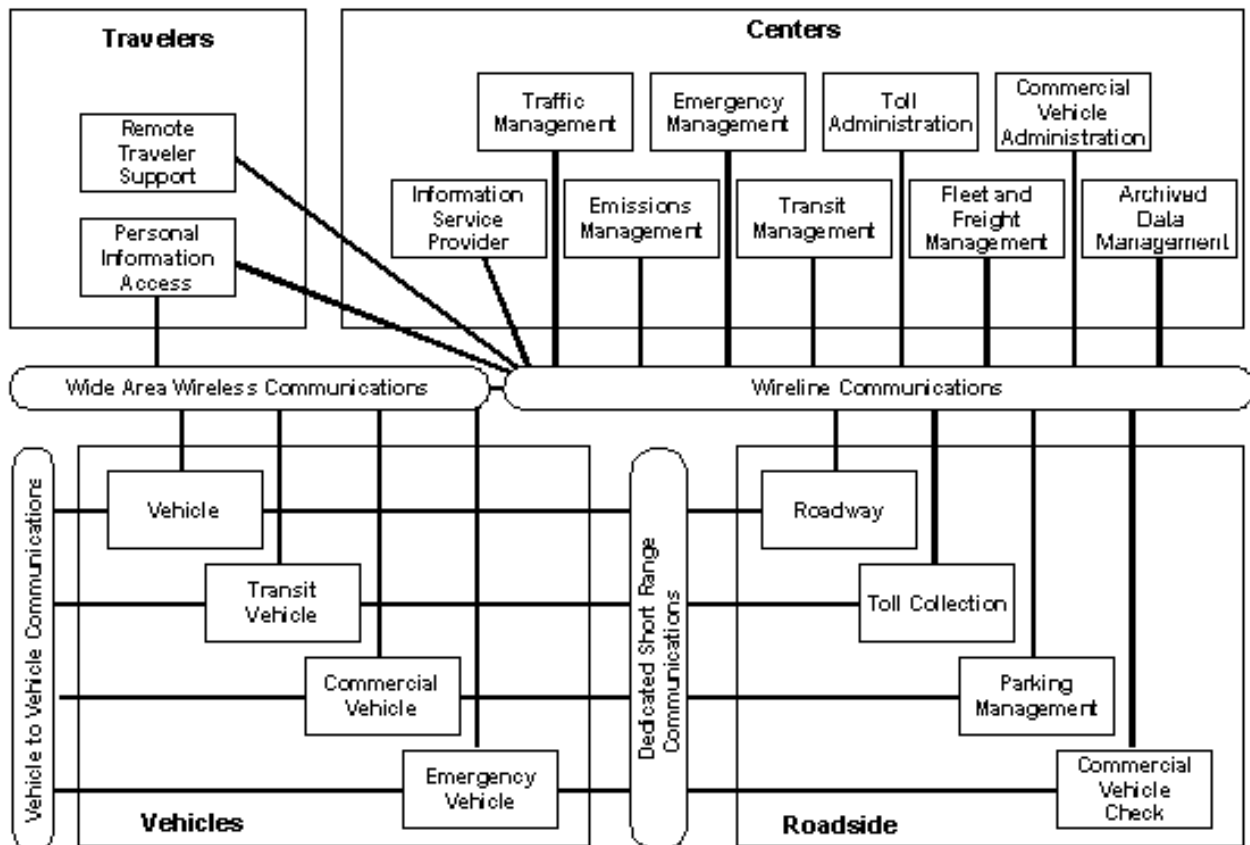 Travelers
Remote
Traveler
Support
Personal
Information
Access
Centers
Traffic
Management
Emergency
Management
Toll
Administration
Commercial
Vehicle
Administration
Information
Service
Provider
Emissions
Management
Transit
Management
Fleet and
Freight
Management
Archived
Data
Management
Wide Area Wireless Communications
Wireline Communications
Vehicle to Vehicle Communications
Vehicle
Transit
Vehicle
Commercial
Vehicle
Emergency
Vehicle
Vehicles
Dedicated Short Range
Communications
Roadway
Toll Collection
Parking
Management
Commercial
Vehicle
Check
Roadside